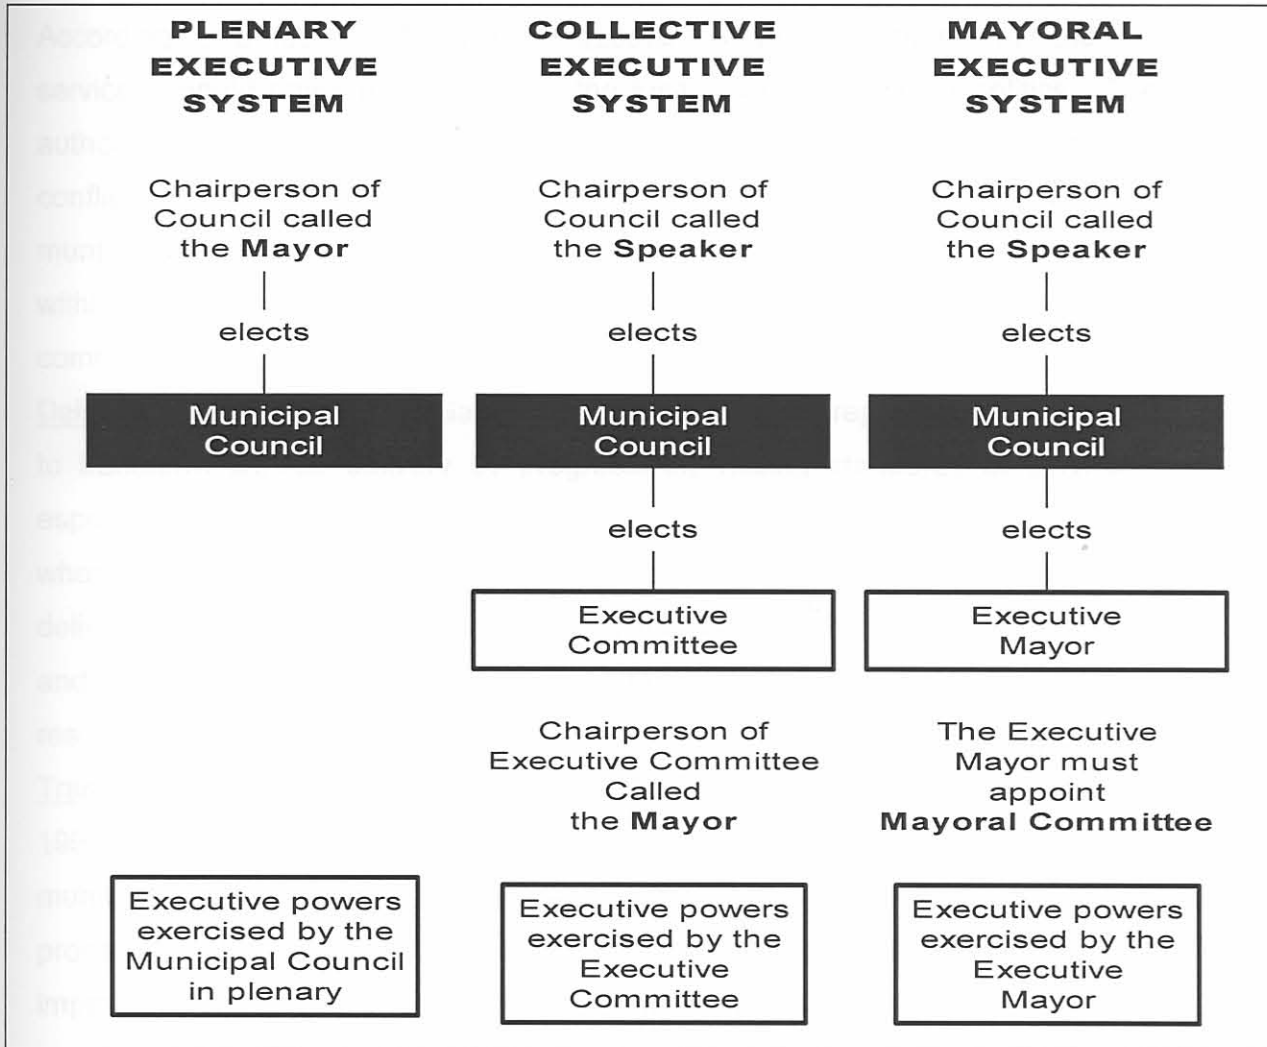 PLENARY
EXECUTIVE
SYSTEM
Chairperson of
Council called
the Mayor
elects
Municipal
Council
Executive powers
exercised by the
Municipal Council
in plenary
COLLECTIVE
EXECUTIVE
SYSTEM
Chairperson of
Council called
the Speaker
elects
Municipal
Council
elects
Executive
Committee
Chairperson of
Executive Committee
Called
the Mayor
Executive powers
exercised by the
Executive
Committee
MAYORAL
EXECUTIVE
SYSTEM
Chairperson of
Council called
the Speaker
elects
Municipal
Council
elects
Executive
Mayor
The Executive
Mayor must
appoint
Mayoral Committee
Executive powers
exercised by the
Executive
Mayor